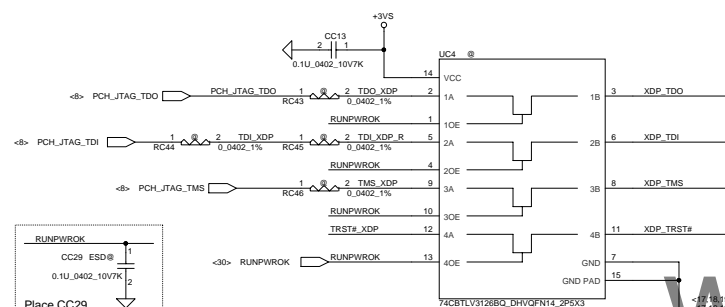 +3VS
CC13
2 1
0.1U_0402_10V7K
UC4 @
14 VCC
<8> PCH_JTAG_TDO PCH_JTAG_TDO 1 @ 2 TDO_XDP 2 1A 1B 3 XDP_TDO
RC43 0_0402_1%
RUNPWROK 1 1OE
<8> PCH_JTAG_TDI 1 @ 2 TDI_XDP 1 @ 2 TDI_XDP_R 5 2A 2B 6 XDP_TDI
RC44 0_0402_1% RC45 0_0402_1%
RUNPWROK 4 2OE
<8> PCH_JTAG_TMS 1 @ 2 TMS_XDP 9 3A 3B 8 XDP_TMS
RC46 0_0402_1%
RUNPWROK 10 3OE
TRST#_XDP 12 4A 4B 11 XDP_TRST#
<30> RUNPWROK RUNPWROK 13 4OE GND 7
GND PAD 15
74CBTLV3126BQ_DHVQFN14_2P5X3
RUNPWROK
1
CC29 ESD@
0.1U_0402_10V7K
2
Place CC29